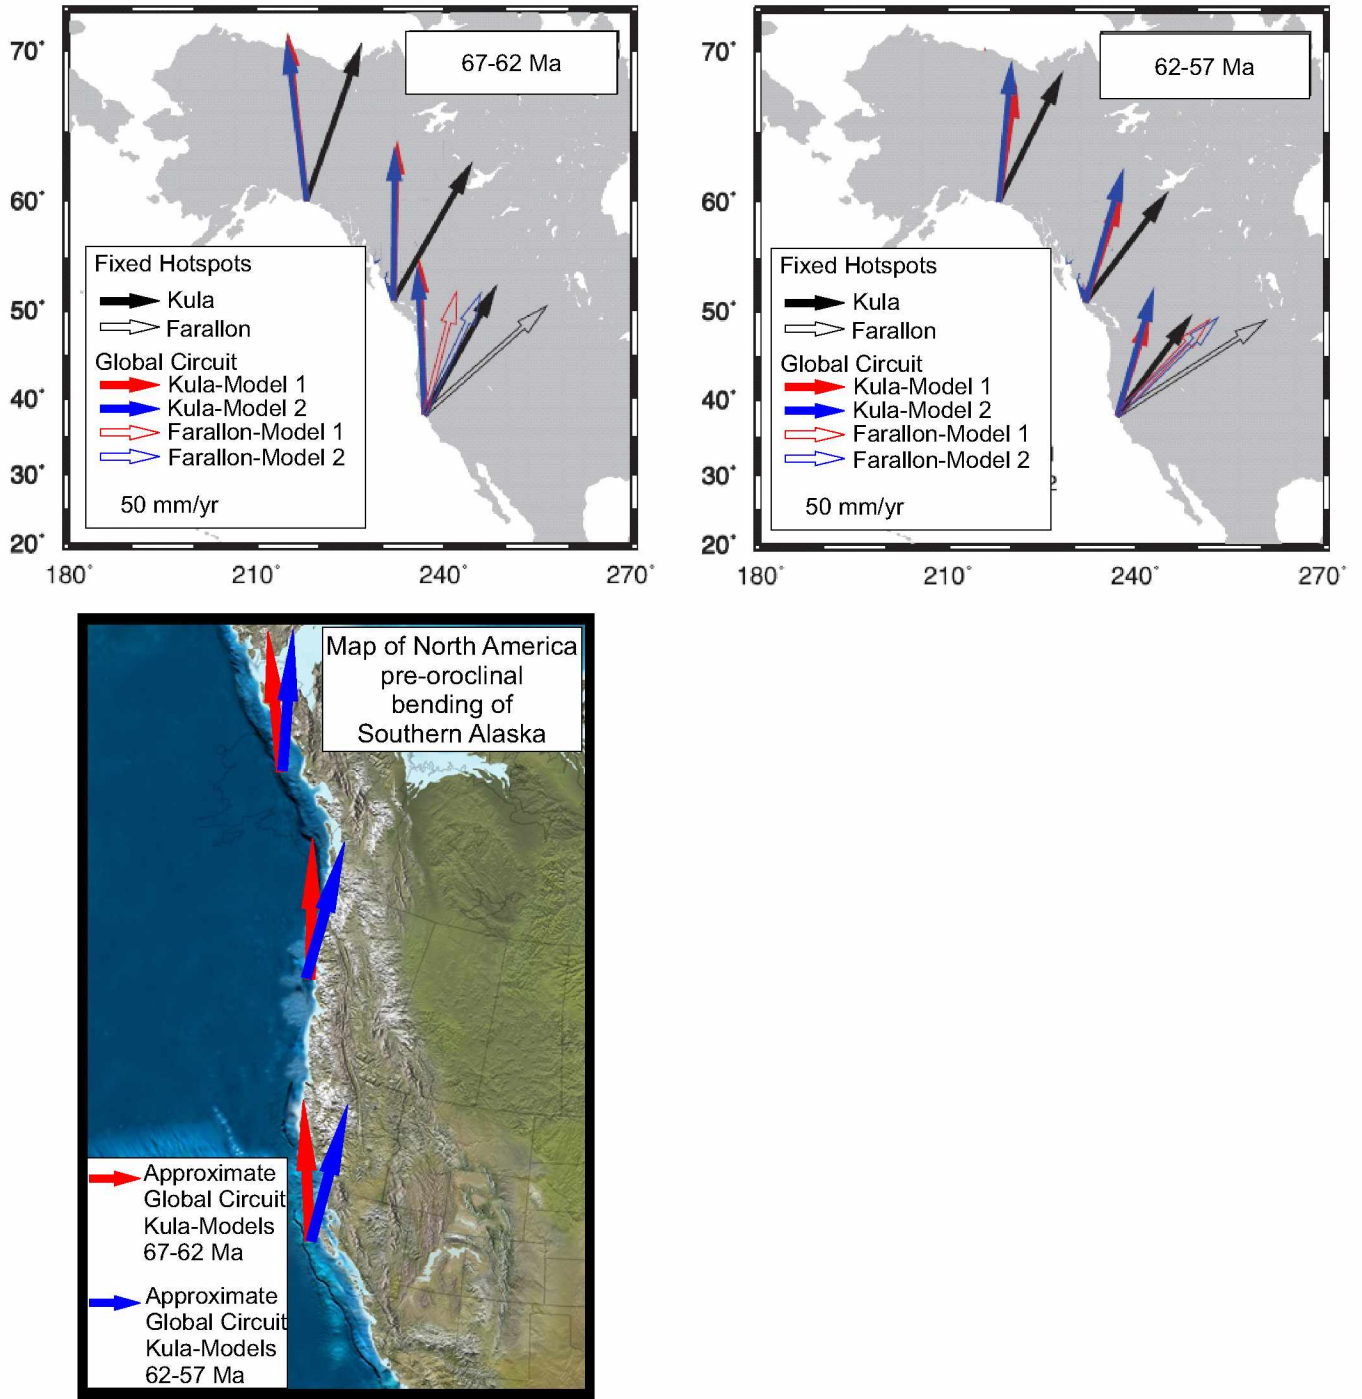 67-62 Ma
70°
60°
50°
40°
30°
20°
Fixed Hotspots
Kula
Farallon
Global Circuit
Kula-Model 1
Kula-Model 2
Farallon-Model 1
Farallon-Model 2
50 mm/yr
180°
210°
240°
270°
62-57 Ma
70°
60°
50°
40°
30°
20°
Fixed Hotspots
Kula
Farallon
Global Circuit
Kula-Model 1
Kula-Model 2
Farallon-Model 1
Farallon-Model 2
50 mm/yr
180°
210°
240°
270°
Map of North America
pre-oroclinal
bending of
Southern Alaska
Approximate
Global Circuit
Kula-Models
67-62 Ma
Approximate
Global Circuit
Kula-Models
62-57 Ma